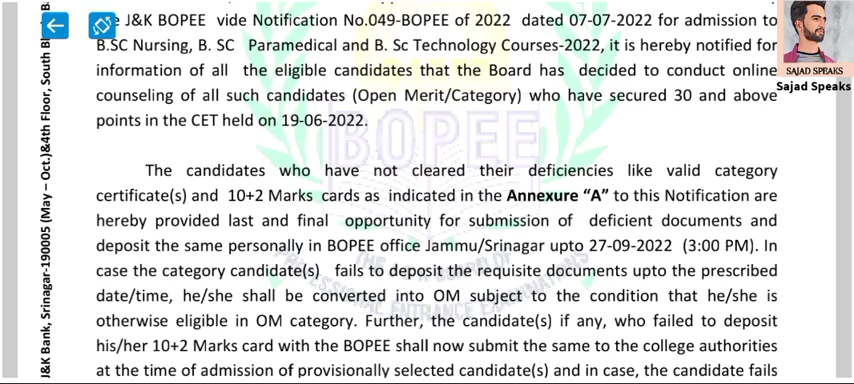 J&K BOPEE vide Notification No.049-BOPEE of 2022 dated 07-07-2022 for admission to
B.SC Nursing, B. SC Paramedical and B. Sc Technology Courses-2022, it is hereby notified for
information of all the eligible candidates that the Board has decided to conduct online
counseling of all such candidates (Open Merit/Category) who have secured 30 and above
points in the CET held on 19-06-2022.
The candidates who have not cleared their deficiencies like valid category
certificate(s) and 10+2 Marks cards as indicated in the Annexure “A” to this Notification are
hereby provided last and final opportunity for submission of deficient documents and
deposit the same personally in BOPEE office Jammu/Srinagar upto 27-09-2022 (3:00 PM). In
case the category candidate(s) fails to deposit the requisite documents upto the prescribed
date/time, he/she shall be converted into OM subject to the condition that he/she is
otherwise eligible in OM category. Further, the candidate(s) if any, who failed to deposit
his/her 10+2 Marks card with the BOPEE shall now submit the same to the college authorities
at the time of admission of provisionally selected candidate(s) and in case, the candidate fails
J&K Bank, Srinagar-190005 (May – Oct.)&4th Floor, South Bl
BOPEE
PROFESSIONAL ENTRANCE EXAMINATIONS
SAJAD SPEAKS
Sajad Speaks